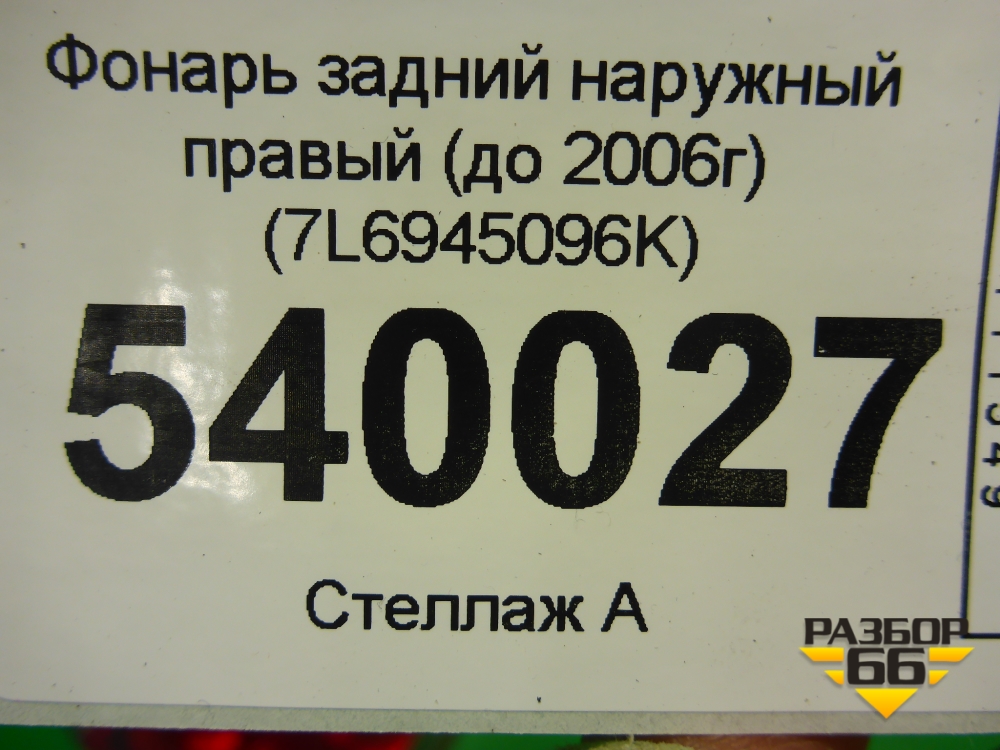 Фонарь задний наружный
правый (до 2006г)
(7L6945096K)
540027
Стеллаж А
РАЗБОР
66